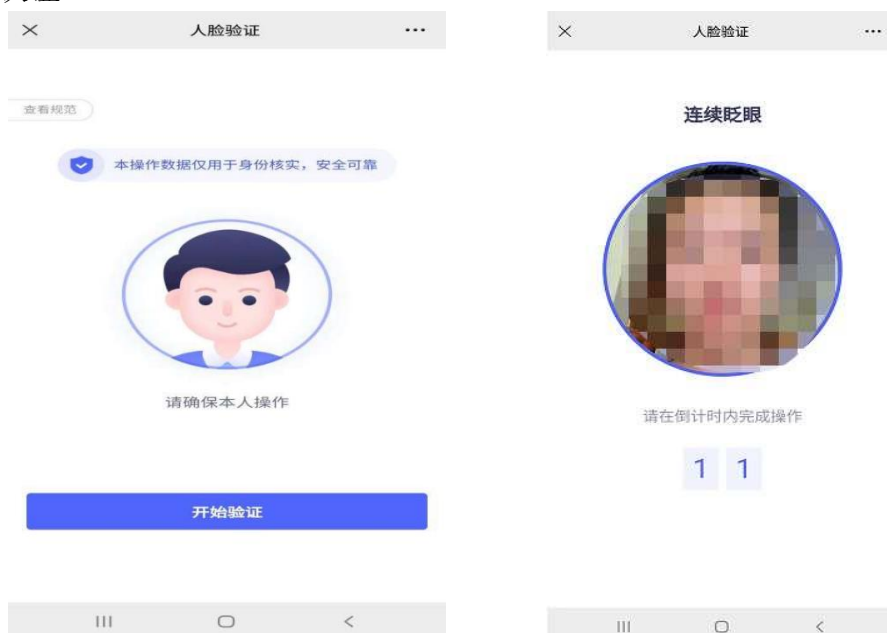 人脸验证
查看规范
本操作数据仅用于身份核实，安全可靠
请确保本人操作
开始验证
人脸验证
连续眨眼
请在倒计时内完成操作
1 1